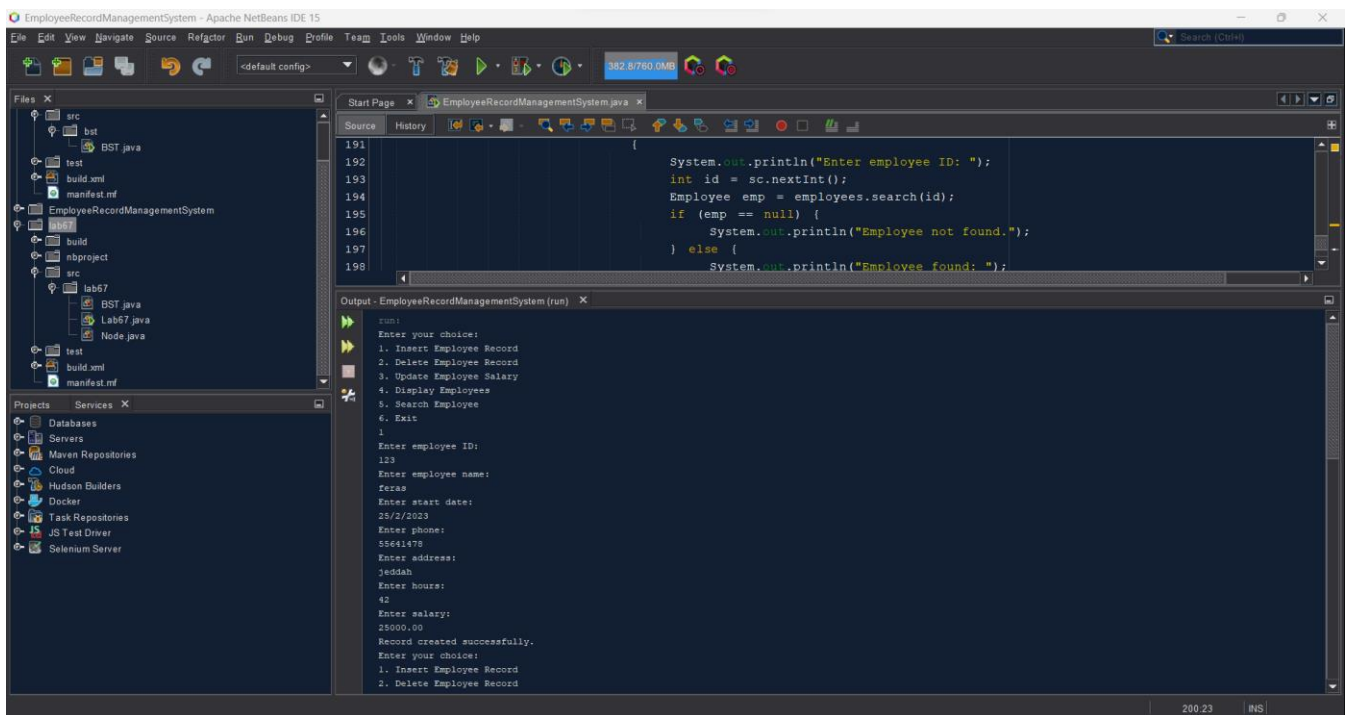 EmployeeRecordManagementSystem - Apache NetBeans IDE 15
File Edit View Navigate Source Refactor Run Debug Profile Team Tools Window Help
Search (Ctrl+I)
<default config>
382.8/760.0MB
Files
src
bst
BST.java
test
build.xml
manifest.mf
EmployeeRecordManagementSystem
lab67
build
nbproject
src
lab67
BST.java
Lab67.java
Node.java
test
build.xml
manifest.mf
Projects Services
Databases
Servers
Maven Repositories
Cloud
Hudson Builders
Docker
Task Repositories
JS Test Driver
Selenium Server
Start Page EmployeeRecordManagementSystem.java
Source History
191 {
192 System.out.println("Enter employee ID: ");
193 int id = sc.nextInt();
194 Employee emp = employees.search(id);
195 if (emp == null) {
196 System.out.println("Employee not found.");
197 } else {
198 System.out.println("Employee found: ");
Output - EmployeeRecordManagementSystem (run)
run:
Enter your choice:
1. Insert Employee Record
2. Delete Employee Record
3. Update Employee Salary
4. Display Employees
5. Search Employee
6. Exit
1
Enter employee ID:
123
Enter employee name:
feras
Enter start date:
25/2/2023
Enter phone:
55641478
Enter address:
jeddah
Enter hours:
42
Enter salary:
25000.00
Record created successfully.
Enter your choice:
1. Insert Employee Record
2. Delete Employee Record
200:23 INS